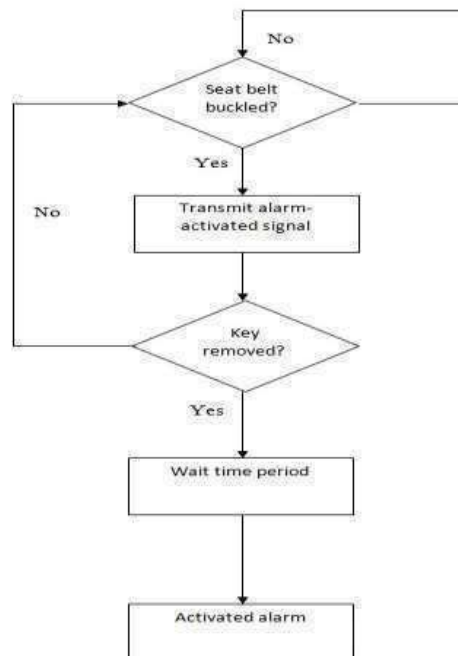 No
Seat belt
buckled?
Yes
No
Transmit alarm-
activated signal
Key
removed?
Yes
Wait time period
Activated alarm